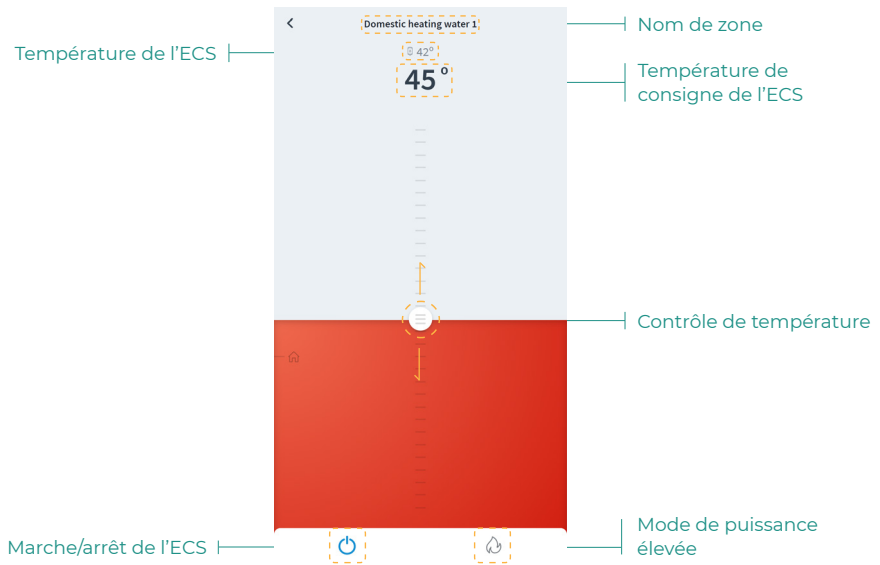 Domestic heating water 1
Nom de zone
42°
Température de l’ECS
45°
Température de
consigne de l’ECS
Contrôle de température
Marche/arrêt de l’ECS
Mode de puissance
élevée